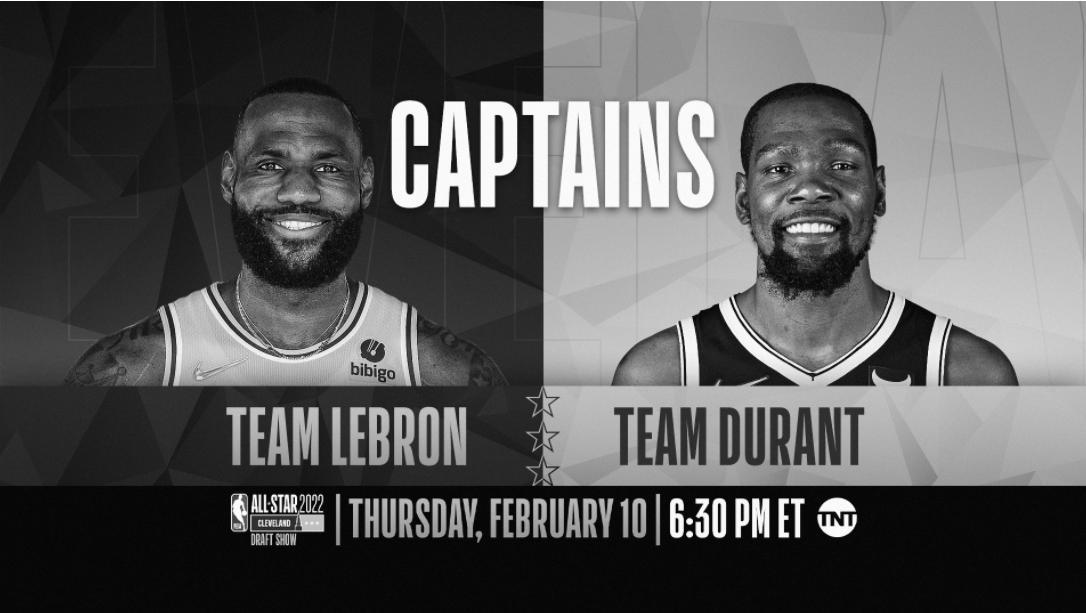 CAPTAINS
bibigo
TEAM LEBRON
TEAM DURANT
ALL-STAR 2022
CLEVELAND
DRAFT SHOW
THURSDAY, FEBRUARY 10
6:30 PM ET
TNT